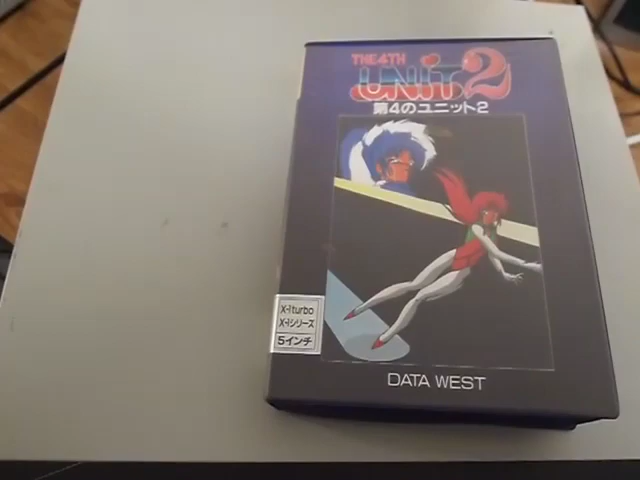 THE 4TH
UNIT 2
第4のユニット2
X-1turbo
X-1シリーズ
5インチ
DATA WEST